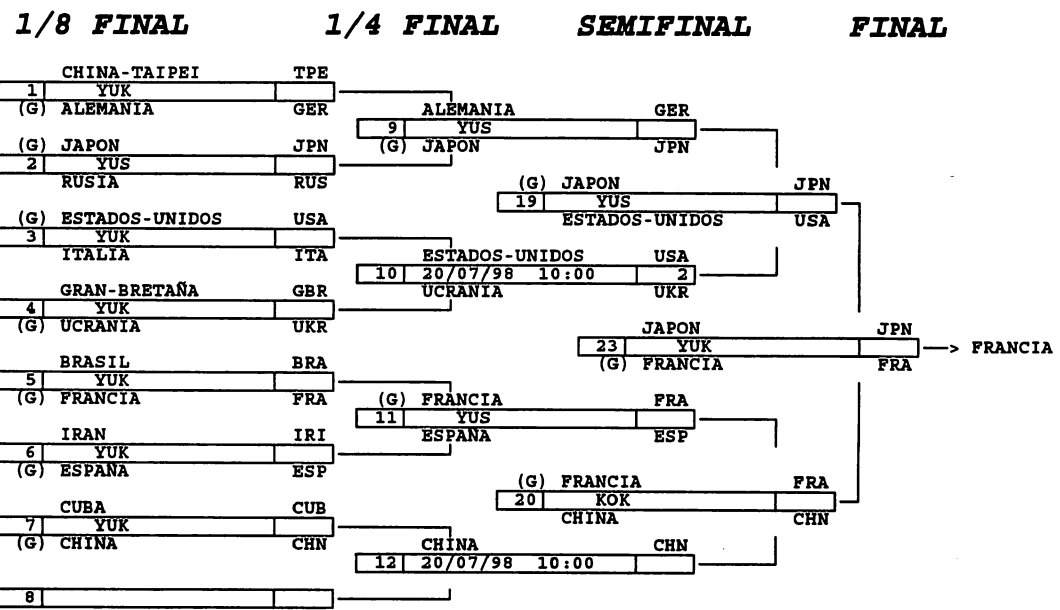 1/8 FINAL 1/4 FINAL SEMIFINAL FINAL
CHINA-TAIPEI TPE
1 YUK
(G) ALEMANIA GER
(G) JAPON JPN
2 YUS
RUSIA RUS
(G) ESTADOS-UNIDOS USA
3 YUK
ITALIA ITA
GRAN-BRETAÑA GBR
4 YUK
(G) UCRANIA UKR
BRASIL BRA
5 YUK
(G) FRANCIA FRA
IRAN IRI
6 YUK
(G) ESPAÑA ESP
CUBA CUB
7 YUK
(G) CHINA CHN
8
ALEMANIA GER
9 YUS
(G) JAPON JPN
ESTADOS-UNIDOS USA
10 20/07/98 10:00 2
UCRANIA UKR
(G) FRANCIA FRA
11 YUS
ESPAÑA ESP
CHINA CHN
12 20/07/98 10:00
(G) JAPON JPN
19 YUS
ESTADOS-UNIDOS USA
(G) FRANCIA FRA
20 KOK
CHINA CHN
JAPON JPN
23 YUK
(G) FRANCIA FRA
> FRANCIA